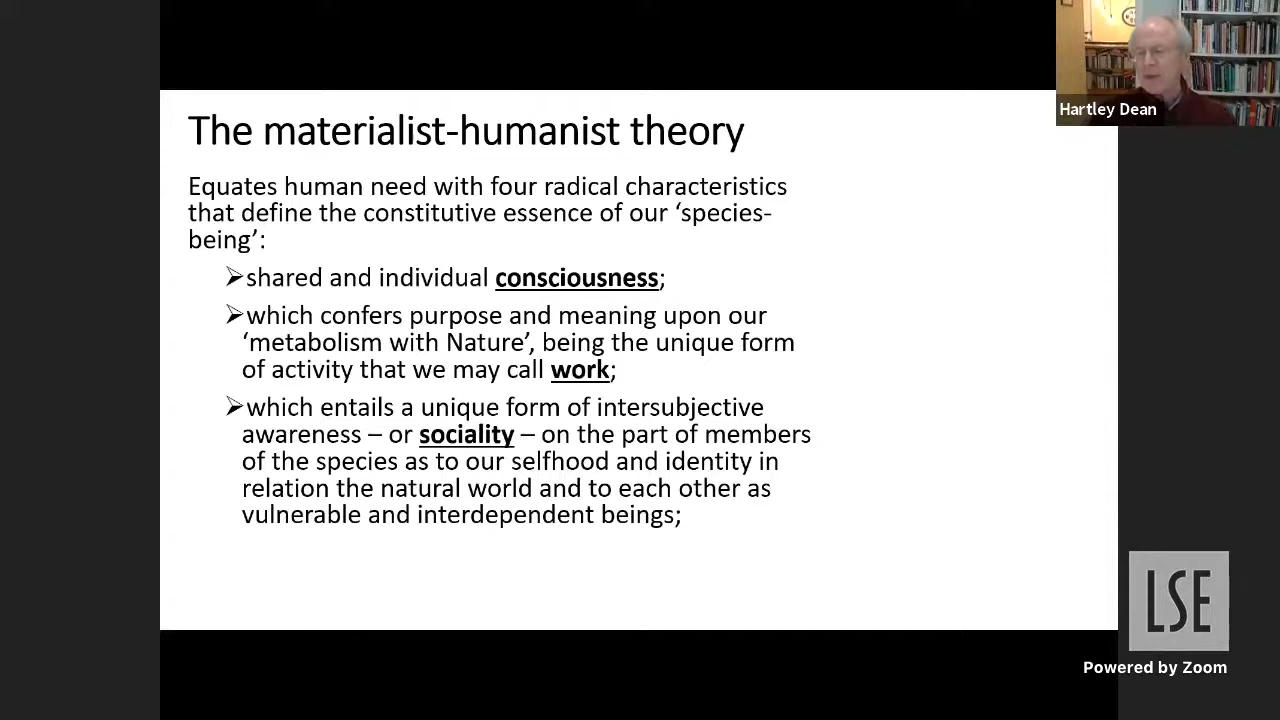 The materialist-humanist theory
Equates human need with four radical characteristics
that define the constitutive essence of our ‘species-
being’:
➢shared and individual consciousness;
➢which confers purpose and meaning upon our
‘metabolism with Nature’, being the unique form
of activity that we may call work;
➢which entails a unique form of intersubjective
awareness – or sociality – on the part of members
of the species as to our selfhood and identity in
relation the natural world and to each other as
vulnerable and interdependent beings;
Hartley Dean
LSE
Powered by Zoom